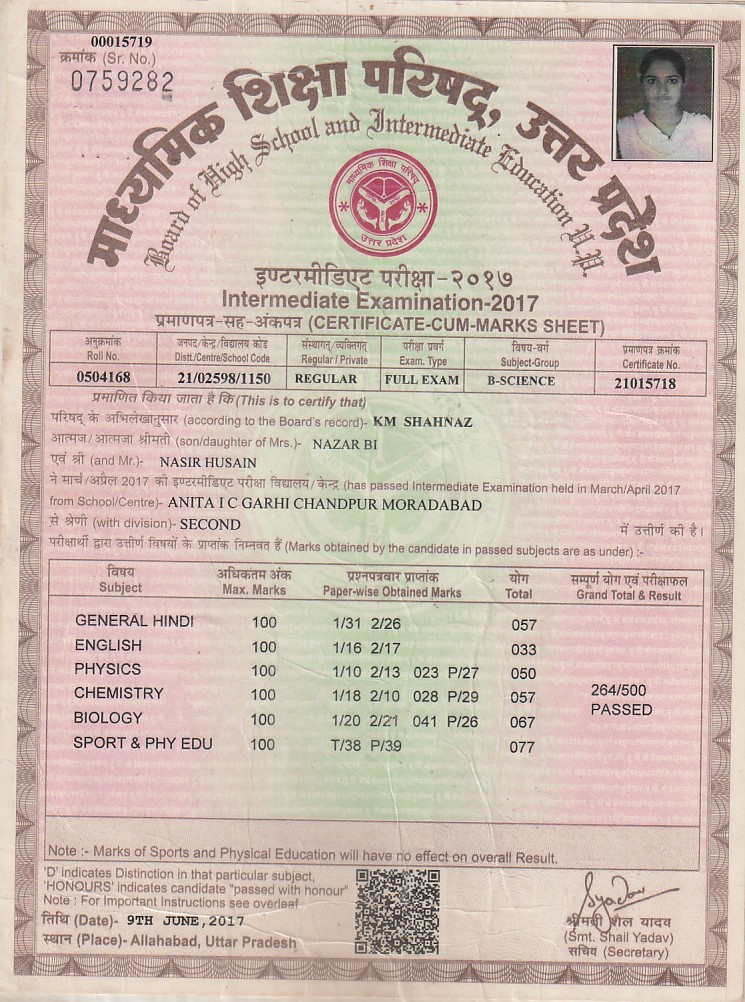 00015719
क्रमांक (Sr. No.)
0759282
माध्यमिक शिक्षा परिषद्, उत्तर प्रदेश
Board of High School and Intermediate Education U.P.
माध्यमिक शिक्षा परिषद
उत्तर प्रदेश
इण्टरमीडिएट परीक्षा-२०१७
Intermediate Examination-2017
प्रमाणपत्र-सह-अंकपत्र (CERTIFICATE-CUM-MARKS SHEET)
अनुक्रमांक जनपद/केन्द्र/विद्यालय कोड संस्थागत/व्यक्तिगत परीक्षा प्रवर्ग विषय-वर्ग प्रमाणपत्र क्रमांक
Roll No. Distt./Centre/School Code Regular / Private Exam. Type Subject-Group Certificate No.
0504168 21/02598/1150 REGULAR FULL EXAM B-SCIENCE 21015718
प्रमाणित किया जाता है कि (This is to certify that)
परिषद् के अभिलेखानुसार (according to the Board's record)- KM SHAHNAZ
आत्मज/आत्मजा श्रीमती (son/daughter of Mrs.)- NAZAR BI
एवं श्री (and Mr.)- NASIR HUSAIN
ने मार्च/अप्रैल 2017 की इण्टरमीडिएट परीक्षा विद्यालय/केन्द्र (has passed Intermediate Examination held in March/April 2017
from School/Centre)- ANITA I C GARHI CHANDPUR MORADABAD
से श्रेणी (with division)- SECOND में उत्तीर्ण की है।
परीक्षार्थी द्वारा उत्तीर्ण विषयों के प्राप्तांक निम्नवत हैं (Marks obtained by the candidate in passed subjects are as under) :-
विषय अधिकतम अंक प्रश्नपत्रवार प्राप्तांक योग सम्पूर्ण योग एवं परीक्षाफल
Subject Max. Marks Paper-wise Obtained Marks Total Grand Total & Result
GENERAL HINDI 100 1/31 2/26 057
ENGLISH 100 1/16 2/17 033
PHYSICS 100 1/10 2/13 023 P/27 050
CHEMISTRY 100 1/18 2/10 028 P/29 057 264/500
BIOLOGY 100 1/20 2/21 041 P/26 067 PASSED
SPORT & PHY EDU 100 T/38 P/39 077
Note :- Marks of Sports and Physical Education will have no effect on overall Result.
'D' indicates Distinction in that particular subject,
'HONOURS' indicates candidate "passed with honour"
Note : For Important Instructions see overleaf
तिथि (Date)- 9TH JUNE,2017
स्थान (Place)- Allahabad, Uttar Pradesh
Syadav
श्रीमती शैल यादव
(Smt. Shail Yadav)
सचिव (Secretary)